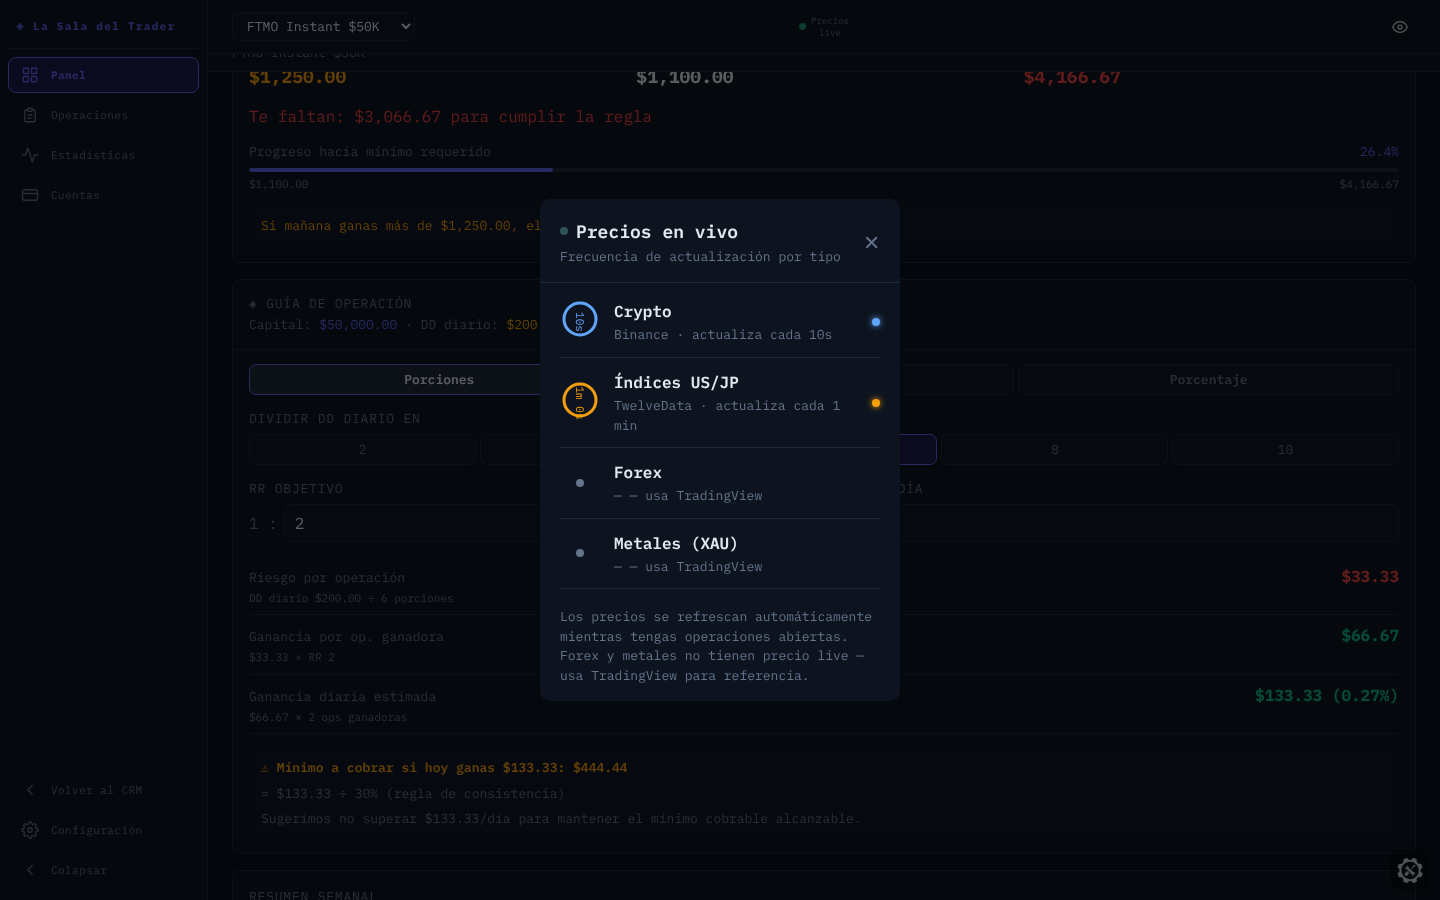 ◈ La Sala del Trader
FTMO Instant $50K
Precios
live
Panel
Operaciones
Estadísticas
Cuentas
Volver al CRM
Configuración
Colapsar
FTMO Instant $50K
$1,250.00
$1,100.00
$4,166.67
Te faltan: $3,066.67 para cumplir la regla
Progreso hacia mínimo requerido
26.4%
$1,100.00
$4,166.67
Si mañana ganas más de $1,250.00, el
◈ GUÍA DE OPERACIÓN
Capital: $50,000.00 · DD diario: $200
Porciones
Porcentaje
DIVIDIR DD DIARIO EN
2
8
10
RR OBJETIVO
DÍA
1 :
2
Riesgo por operación
$33.33
DD diario $200.00 ÷ 6 porciones
Ganancia por op. ganadora
$66.67
$33.33 × RR 2
Ganancia diaria estimada
$133.33 (0.27%)
$66.67 × 2 ops ganadoras
⚠ Mínimo a cobrar si hoy ganas $133.33: $444.44
= $133.33 ÷ 30% (regla de consistencia)
Sugerimos no superar $133.33/día para mantener el mínimo cobrable alcanzable.
RESUMEN SEMANAL
Precios en vivo
Frecuencia de actualización por tipo
10s
Crypto
Binance · actualiza cada 10s
1m
Índices US/JP
TwelveData · actualiza cada 1
min
Forex
— — usa TradingView
Metales (XAU)
— — usa TradingView
Los precios se refrescan automáticamente
mientras tengas operaciones abiertas.
Forex y metales no tienen precio live —
usa TradingView para referencia.